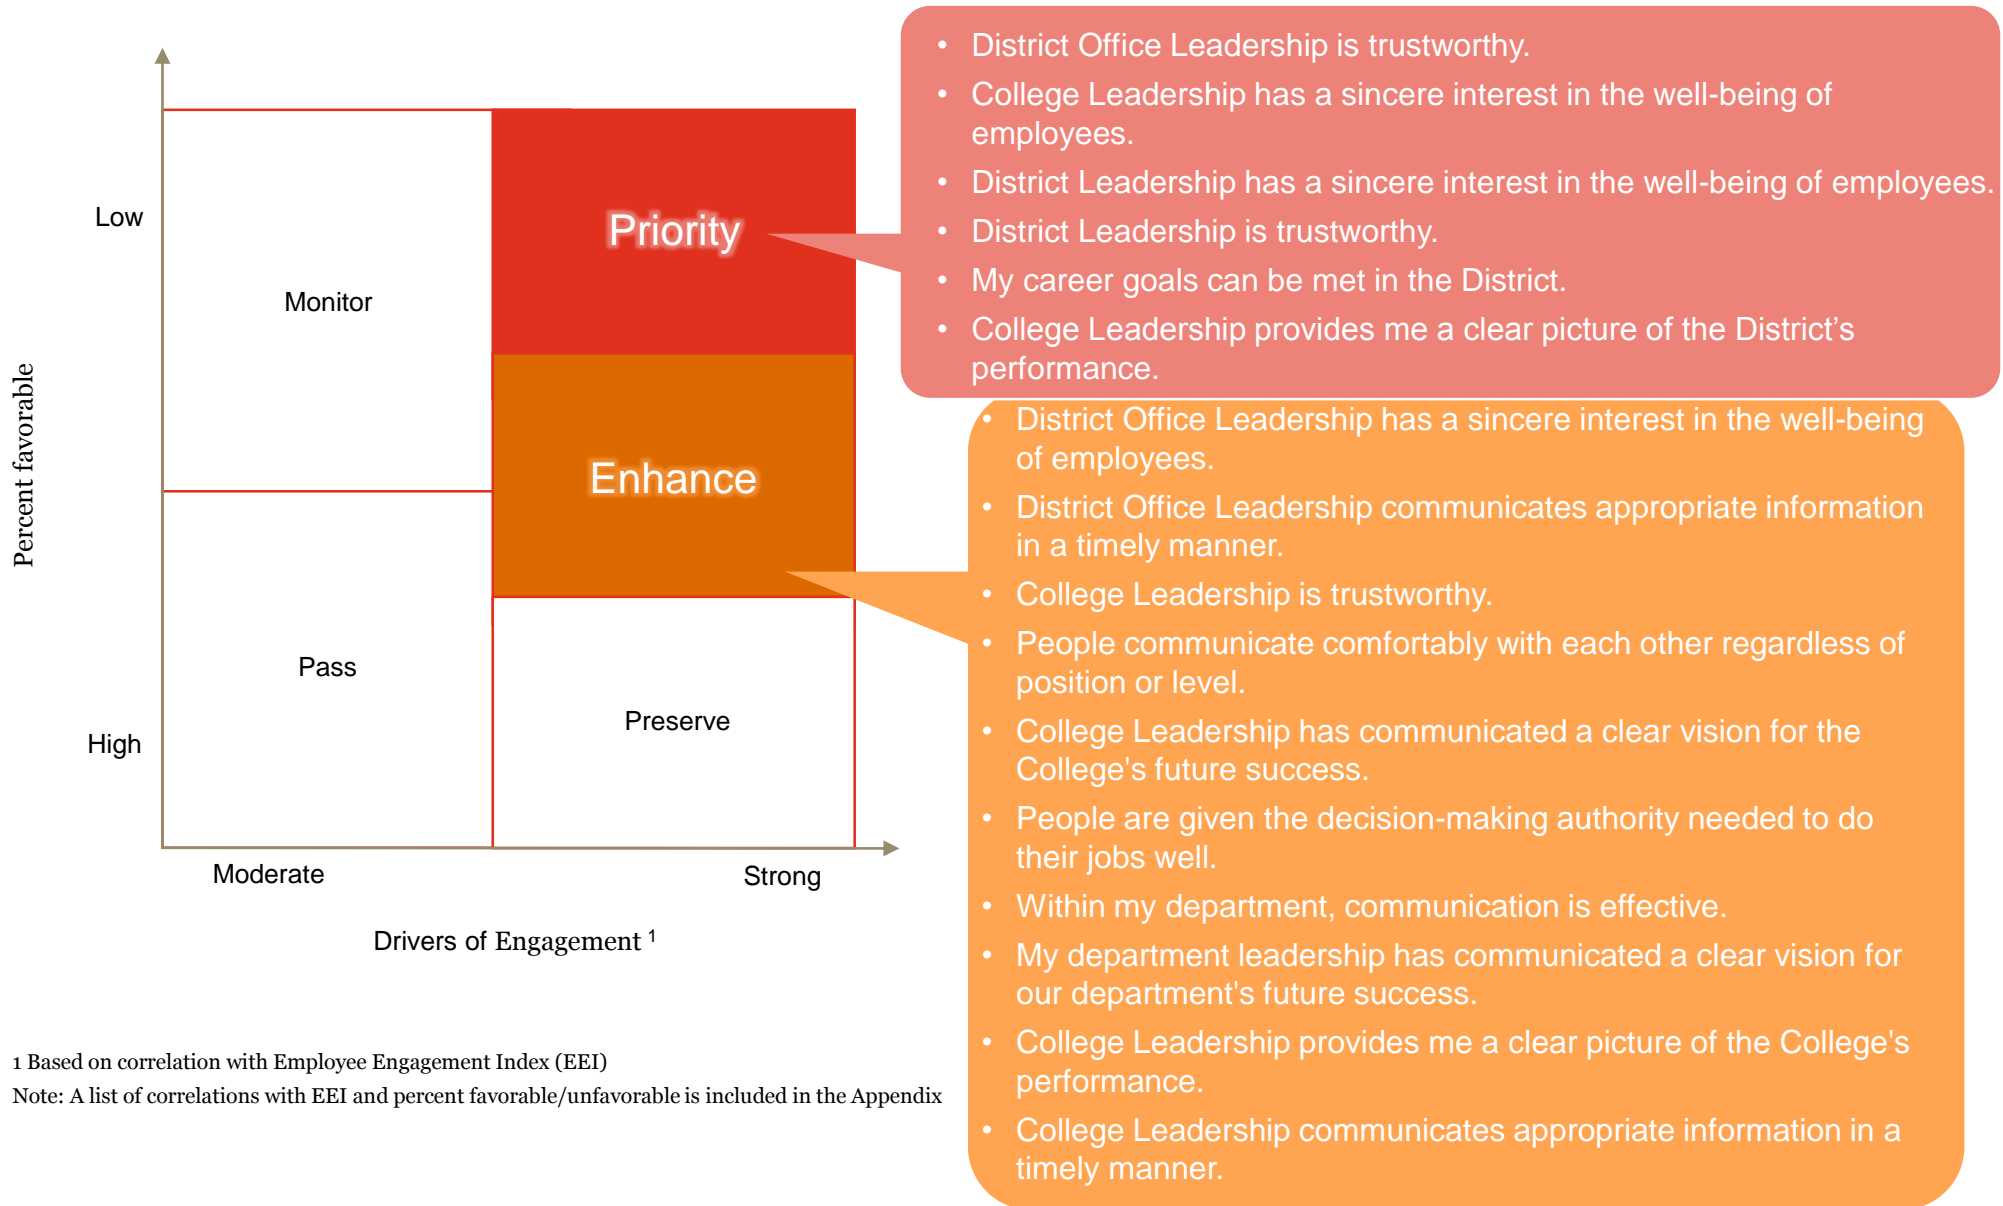 Low
High
Percent favorable
Monitor
Pass
Priority
Enhance
Preserve
Moderate
Strong
Drivers of Engagement 1
• District Office Leadership is trustworthy.
• College Leadership has a sincere interest in the well-being of
employees.
• District Leadership has a sincere interest in the well-being of employees.
• District Leadership is trustworthy.
• My career goals can be met in the District.
• College Leadership provides me a clear picture of the District’s
performance.
• District Office Leadership has a sincere interest in the well-being
of employees.
• District Office Leadership communicates appropriate information
in a timely manner.
• College Leadership is trustworthy.
• People communicate comfortably with each other regardless of
position or level.
• College Leadership has communicated a clear vision for the
College's future success.
• People are given the decision-making authority needed to do
their jobs well.
• Within my department, communication is effective.
• My department leadership has communicated a clear vision for
our department's future success.
• College Leadership provides me a clear picture of the College's
performance.
• College Leadership communicates appropriate information in a
timely manner.
1 Based on correlation with Employee Engagement Index (EEI)
Note: A list of correlations with EEI and percent favorable/unfavorable is included in the Appendix